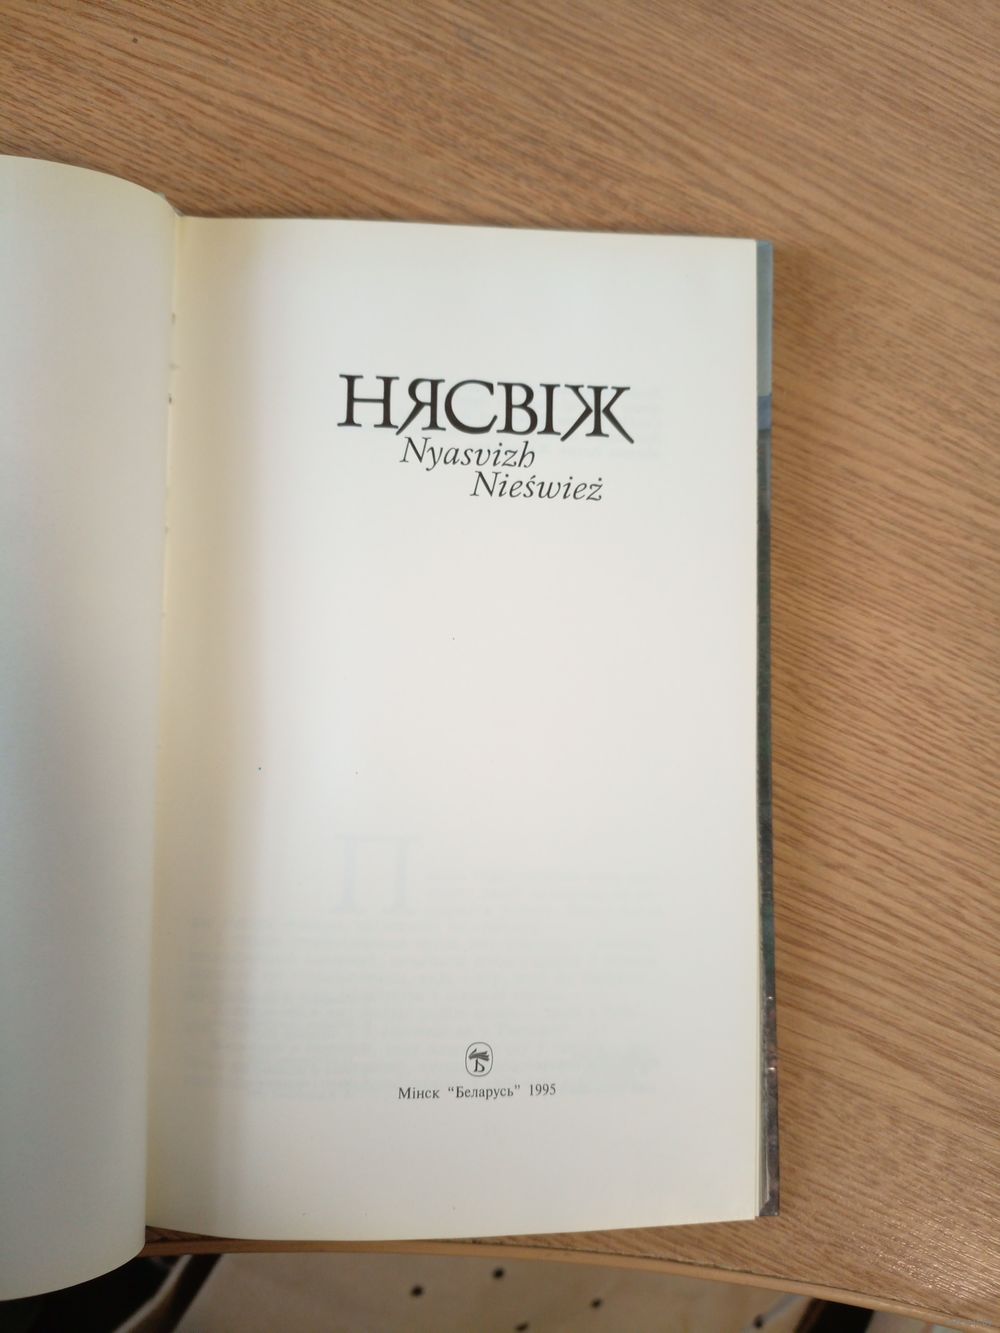 НЯСВІЖ
Nyasvizh
Nieśwież
Б
Мінск "Беларусь" 1995